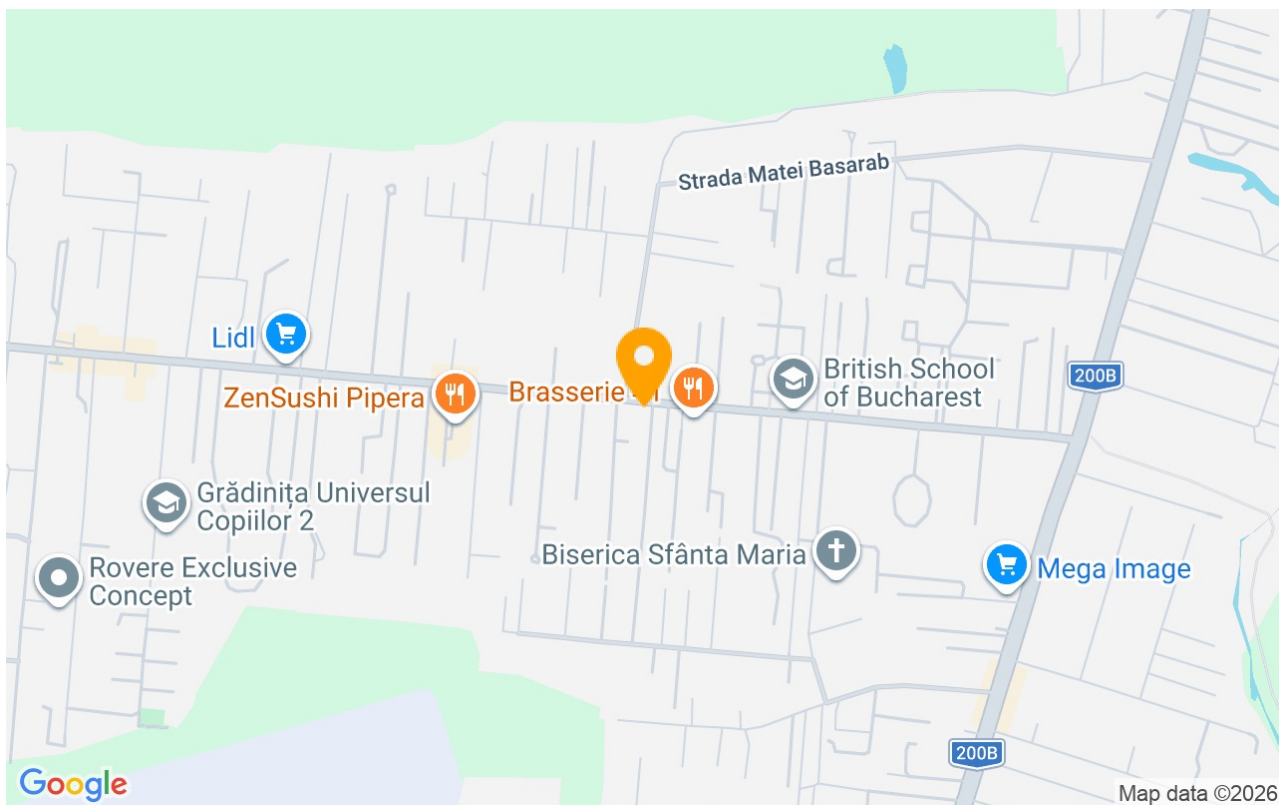 Strada Matei Basarab
Lidl
ZenSushi Pipera
Brasserie
British School
of Bucharest
200B
Grădinița Universul
Copiilor 2
Biserica Sfânta Maria
Rovere Exclusive
Concept
Mega Image
200B
Google
Map data ©2026